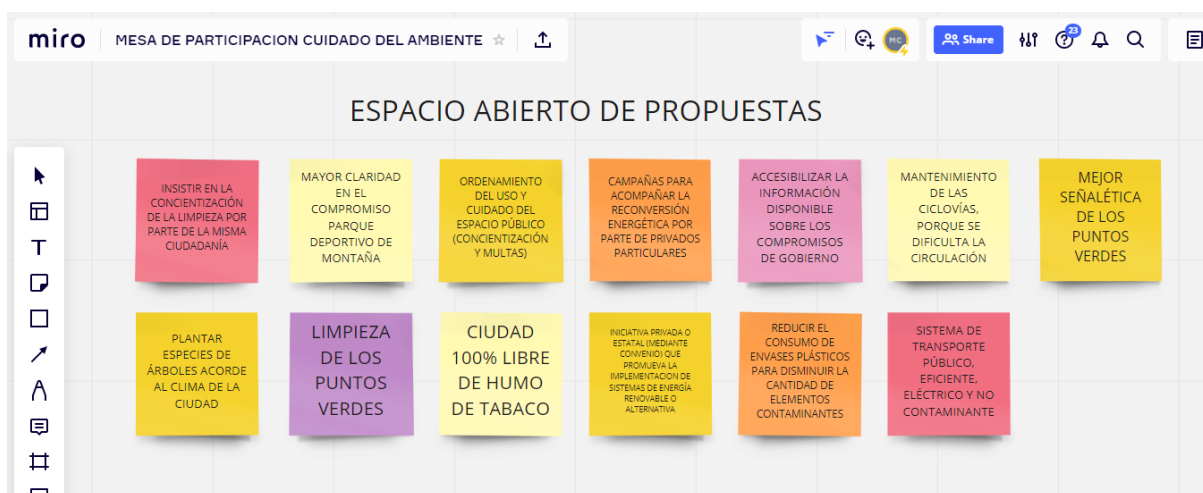 miro
MESA DE PARTICIPACION CUIDADO DEL AMBIENTE
MC
Share
23
ESPACIO ABIERTO DE PROPUESTAS
INSISTIR EN LA
CONCIENTIZACIÓN
DE LA LIMPIEZA POR
PARTE DE LA MISMA
CIUDADANÍA
MAYOR CLARIDAD
EN EL
COMPROMISO
PARQUE
DEPORTIVO DE
MONTAÑA
ORDENAMIENTO
DEL USO Y
CUIDADO DEL
ESPACIO PÚBLICO
(CONCIENTIZACIÓN
Y MULTAS)
CAMPAÑAS PARA
ACOMPAÑAR LA
RECONVERSIÓN
ENERGÉTICA POR
PARTE DE PRIVADOS
PARTICULARES
ACCESIBILIZAR LA
INFORMACIÓN
DISPONIBLE
SOBRE LOS
COMPROMISOS
DE GOBIERNO
MANTENIMIENTO
DE LAS
CICLOVÍAS,
PORQUE SE
DIFICULTA LA
CIRCULACIÓN
MEJOR
SEÑALÉTICA
DE LOS
PUNTOS
VERDES
PLANTAR
ESPECIES DE
ÁRBOLES ACORDE
AL CLIMA DE LA
CIUDAD
LIMPIEZA
DE LOS
PUNTOS
VERDES
CIUDAD
100% LIBRE
DE HUMO
DE TABACO
INICIATIVA PRIVADA O
ESTATAL (MEDIANTE
CONVENIO) QUE
PROMUEVA LA
IMPLEMENTACION DE
SISTEMAS DE ENERGÍA
RENOVABLE O
ALTERNATIVA
REDUCIR EL
CONSUMO DE
ENVASES PLÁSTICOS
PARA DISMINUIR LA
CANTIDAD DE
ELEMENTOS
CONTAMINANTES
SISTEMA DE
TRANSPORTE
PÚBLICO,
EFICIENTE,
ELÉCTRICO Y NO
CONTAMINANTE